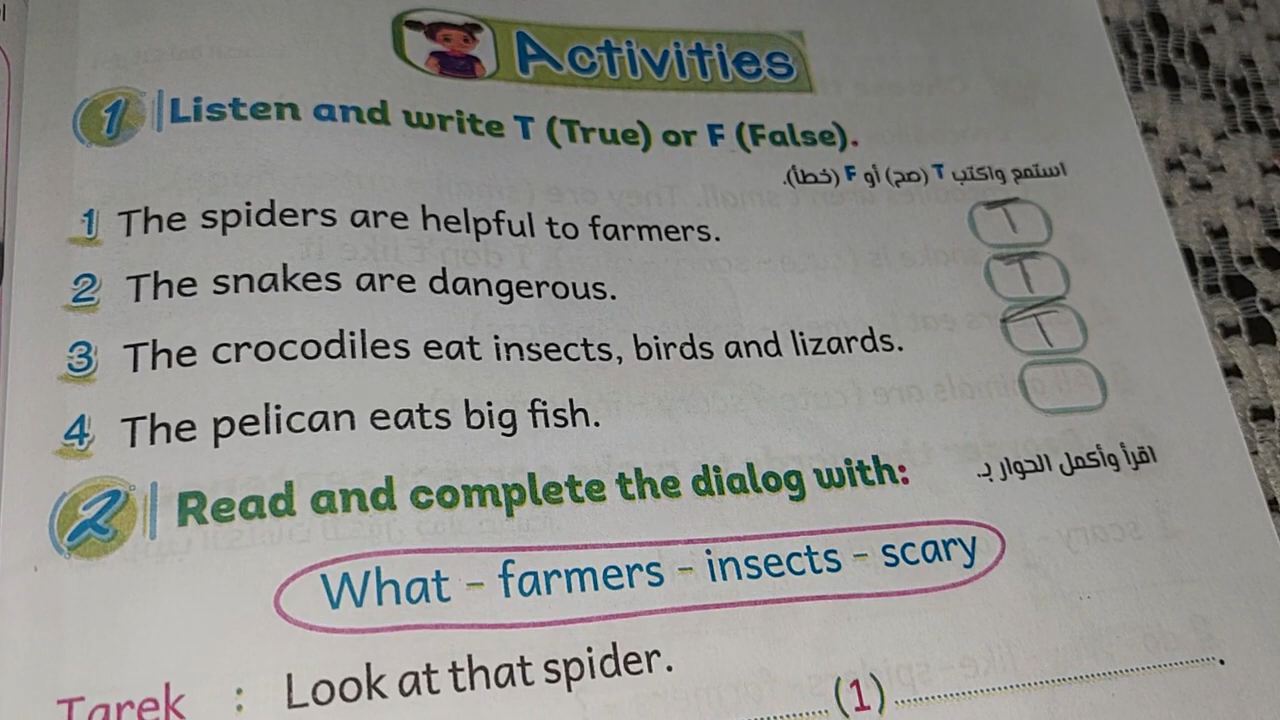 Activities
1 Listen and write T (True) or F (False).
استمع واكتب T (صح) أو F (خطأ).
1 The spiders are helpful to farmers. T
2 The snakes are dangerous. T
3 The crocodiles eat insects, birds and lizards. T
4 The pelican eats big fish.
2 Read and complete the dialog with:
اقرأ وأكمل الحوار بـ
What – farmers – insects – scary
Tarek : Look at that spider.
(1)